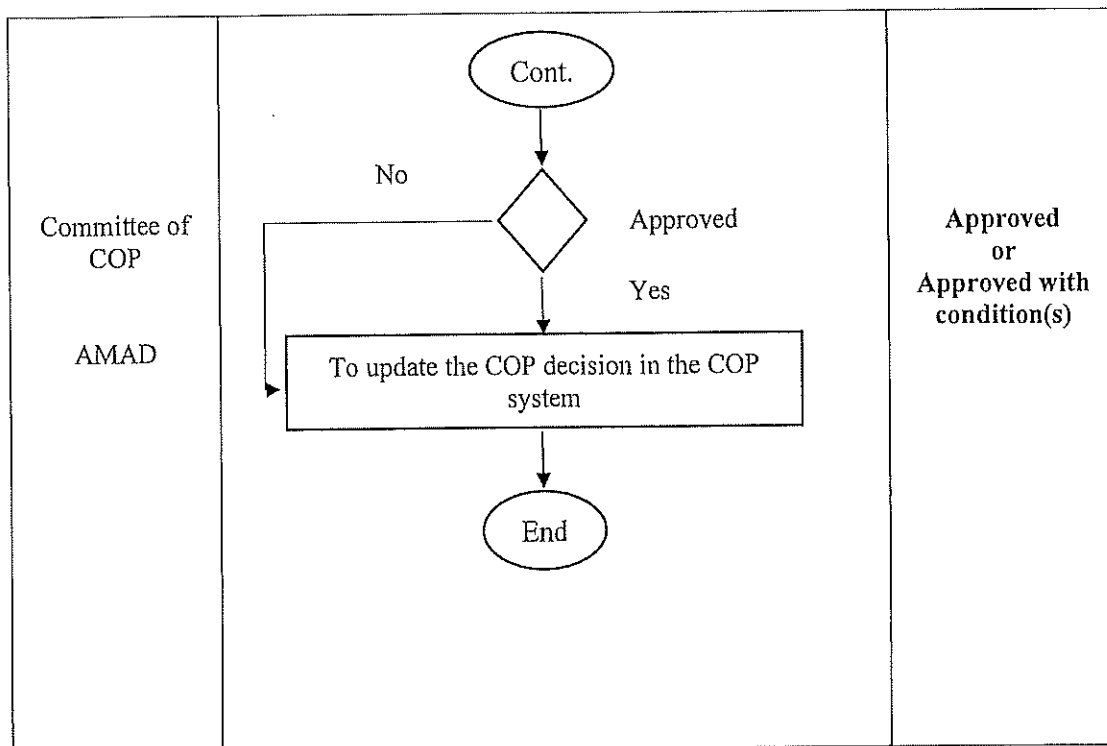 Committee of
COP
AMAD
Cont.
No
Approved
Yes
To update the COP decision in the COP
system
End
Approved
or
Approved with
condition(s)